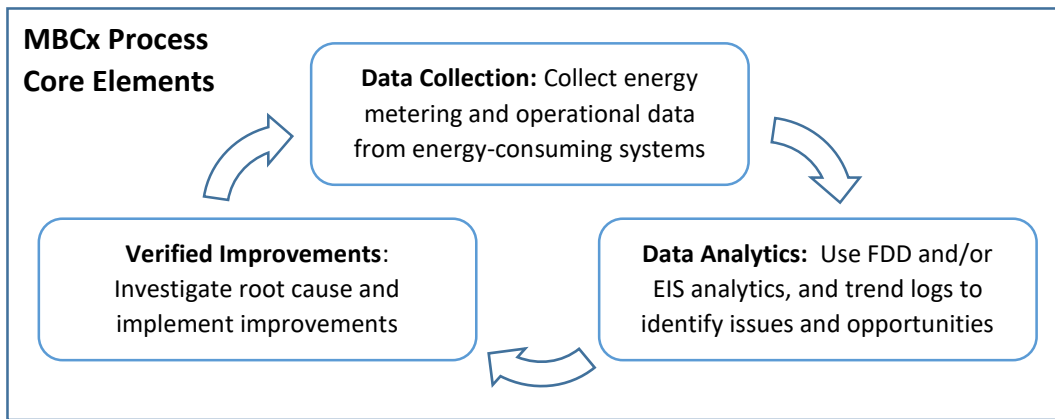 MBCx Process
Core Elements
Data Collection: Collect energy
metering and operational data
from energy-consuming systems
Verified Improvements:
Investigate root cause and
implement improvements
Data Analytics: Use FDD and/or
EIS analytics, and trend logs to
identify issues and opportunities